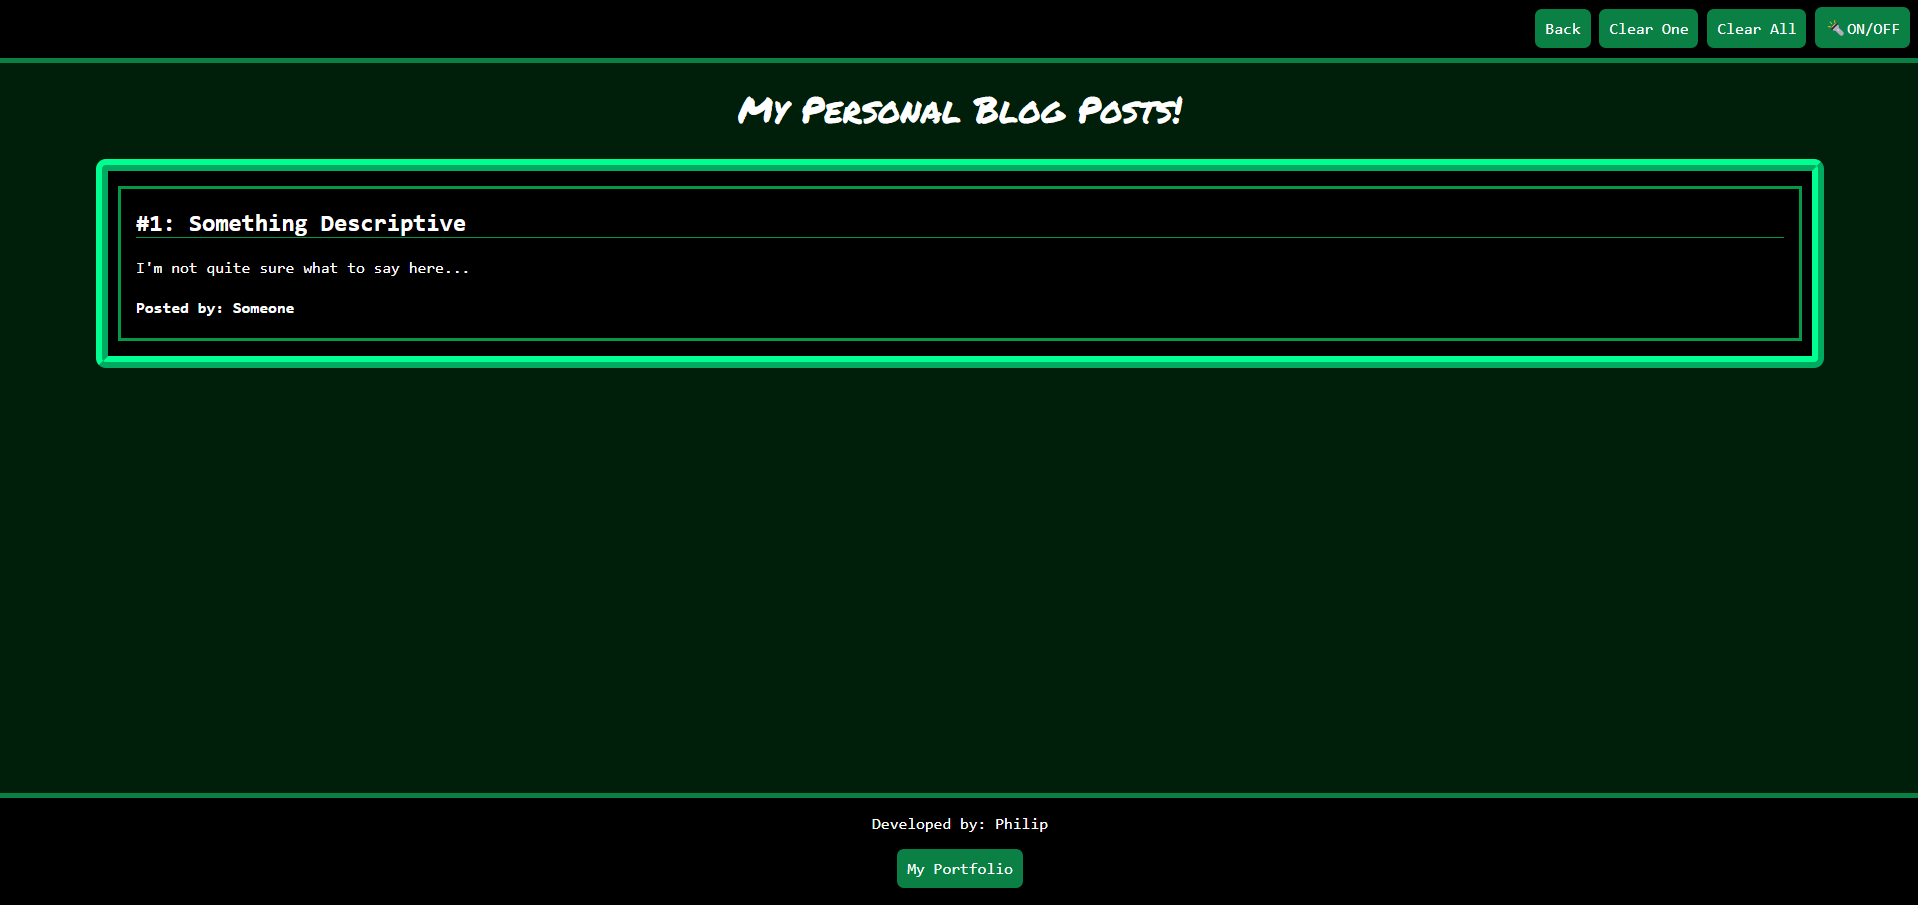 Back Clear One Clear All ON/OFF
My Personal Blog Posts!
#1: Something Descriptive
I'm not quite sure what to say here...
Posted by: Someone
Developed by: Philip
My Portfolio